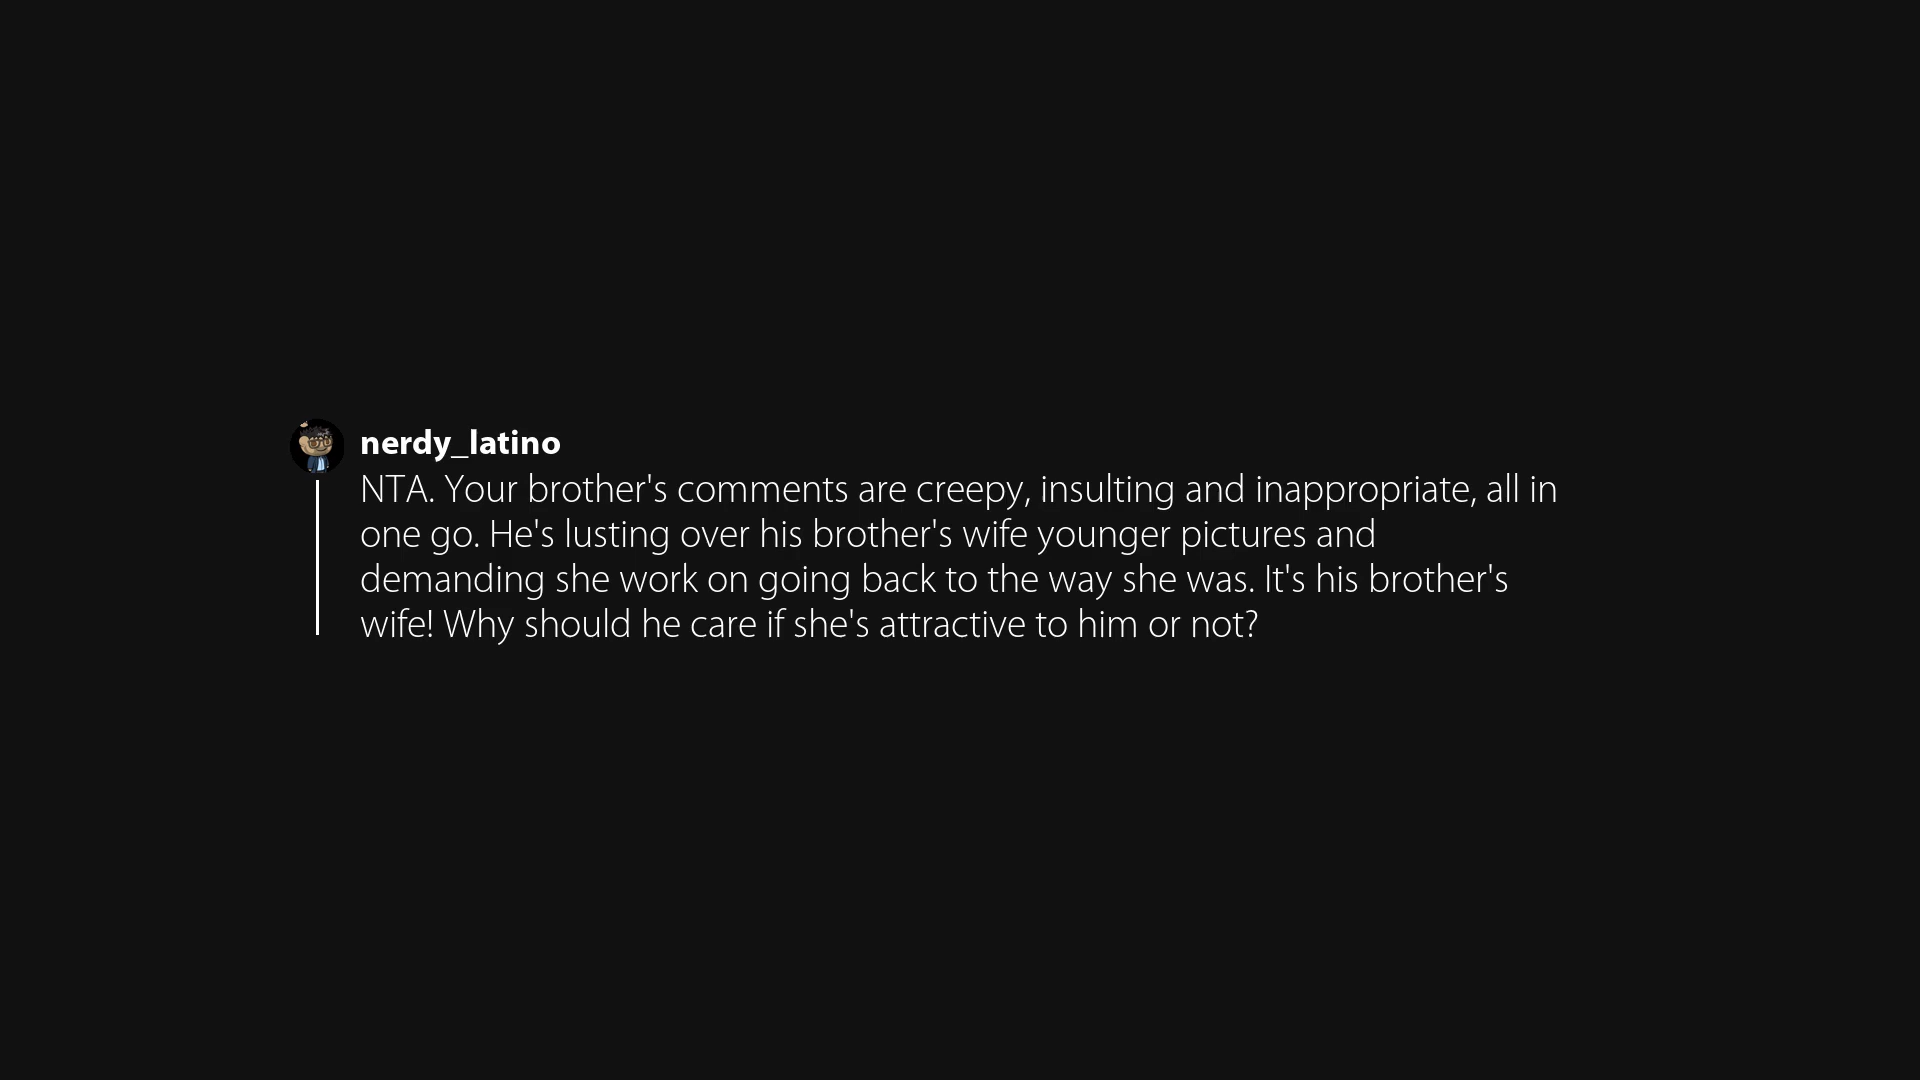 nerdy_latino
NTA. Your brother's comments are creepy, insulting and inappropriate, all in
one go. He's lusting over his brother's wife younger pictures and
demanding she work on going back to the way she was. It's his brother's
wife! Why should he care if she's attractive to him or not?